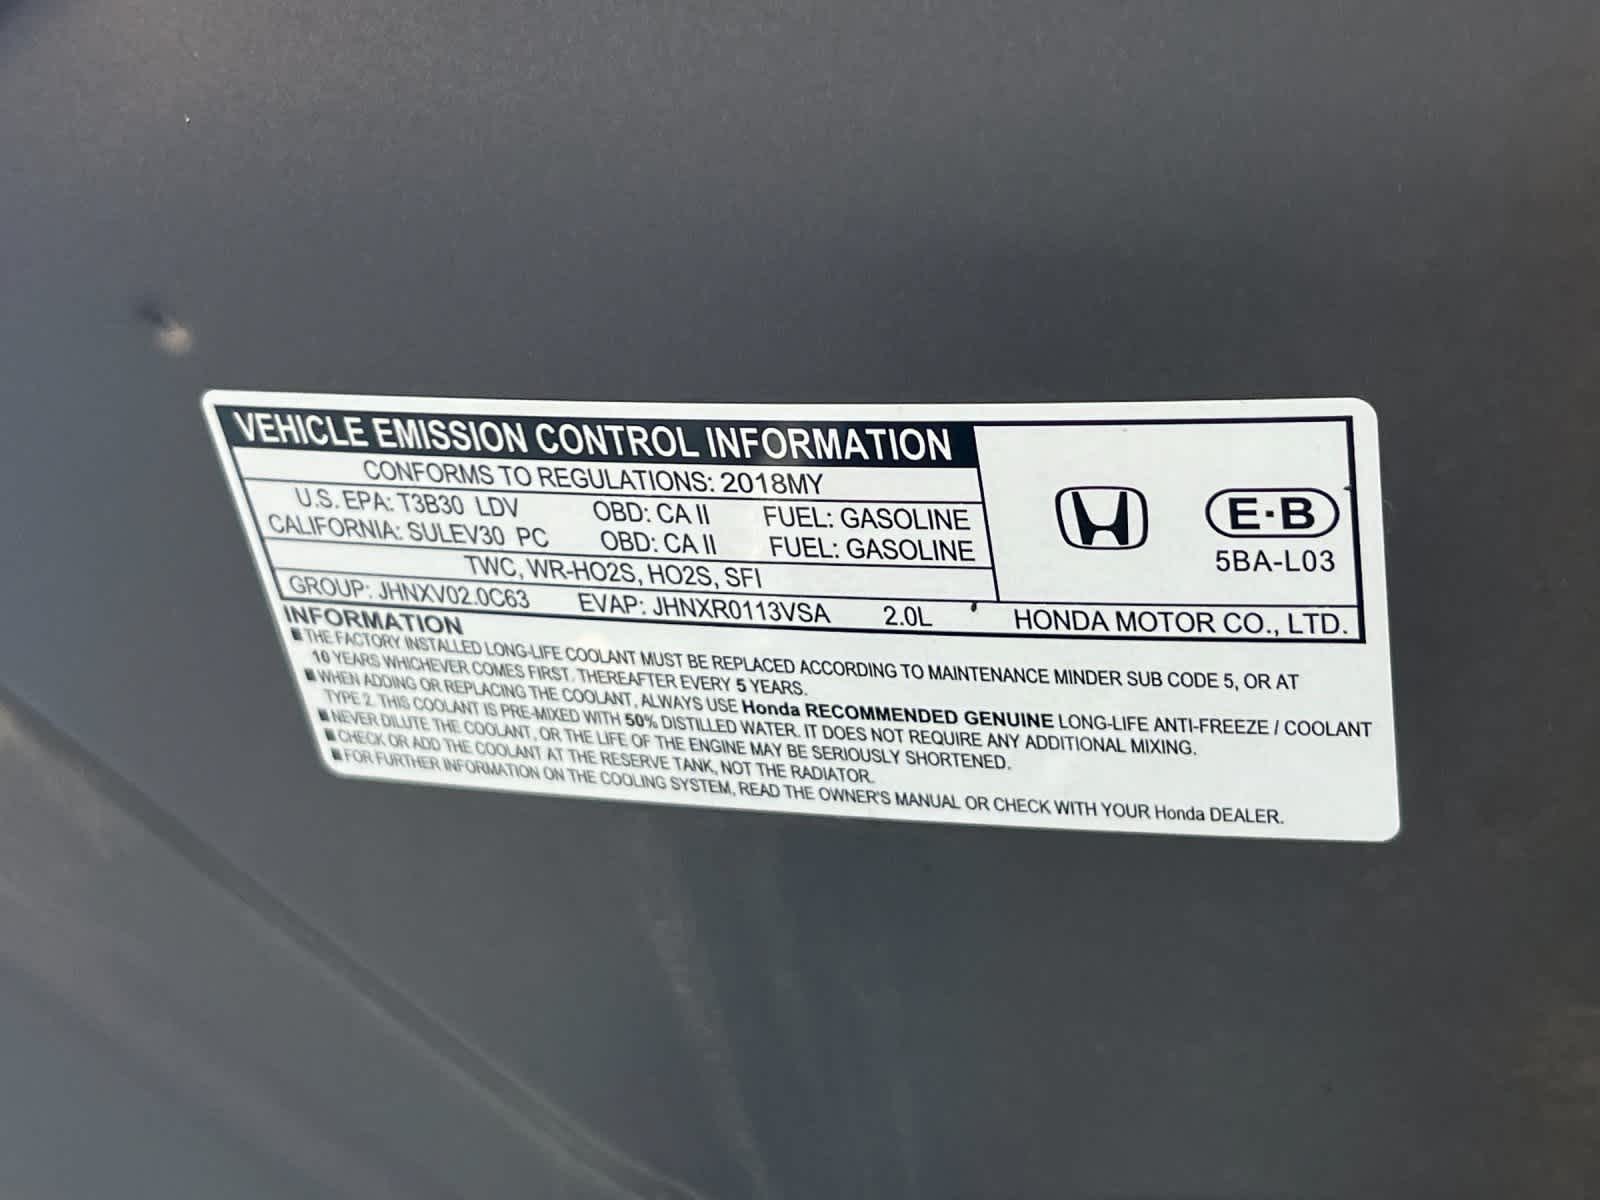 VEHICLE EMISSION CONTROL INFORMATION
CONFORMS TO REGULATIONS: 2018MY
U.S. EPA: T3B30 LDV OBD: CA II FUEL: GASOLINE
CALIFORNIA: SULEV30 PC OBD: CA II FUEL: GASOLINE
TWC, WR-HO2S, HO2S, SFI
GROUP: JHNXV02.0C63 EVAP: JHNXR0113VSA 2.0L
E·B
5BA-L03
HONDA MOTOR CO., LTD.
INFORMATION
■THE FACTORY INSTALLED LONG-LIFE COOLANT MUST BE REPLACED ACCORDING TO MAINTENANCE MINDER SUB CODE 5, OR AT
10 YEARS WHICHEVER COMES FIRST. THEREAFTER EVERY 5 YEARS.
■WHEN ADDING OR REPLACING THE COOLANT, ALWAYS USE Honda RECOMMENDED GENUINE LONG-LIFE ANTI-FREEZE / COOLANT
TYPE 2. THIS COOLANT IS PRE-MIXED WITH 50% DISTILLED WATER. IT DOES NOT REQUIRE ANY ADDITIONAL MIXING.
■NEVER DILUTE THE COOLANT, OR THE LIFE OF THE ENGINE MAY BE SERIOUSLY SHORTENED.
■CHECK OR ADD THE COOLANT AT THE RESERVE TANK, NOT THE RADIATOR.
■FOR FURTHER INFORMATION ON THE COOLING SYSTEM, READ THE OWNER'S MANUAL OR CHECK WITH YOUR Honda DEALER.